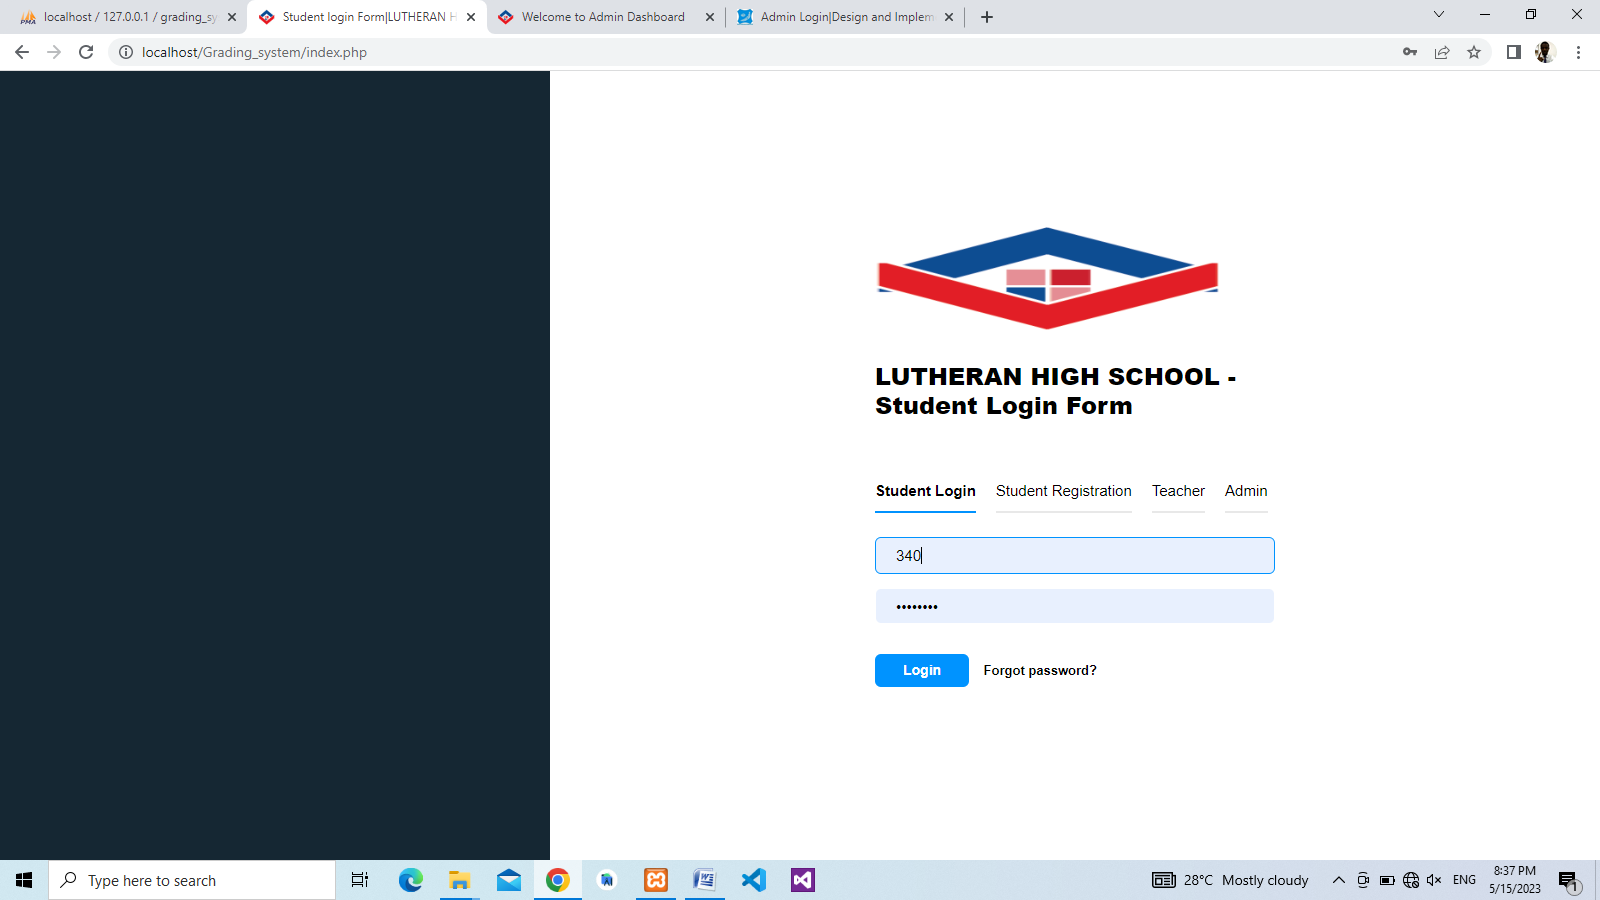 localhost / 127.0.0.1 / grading_sy
Student login Form|LUTHERAN H
Welcome to Admin Dashboard
Admin Login|Design and Implem
localhost/Grading_system/index.php
LUTHERAN HIGH SCHOOL -
Student Login Form
Student Login Student Registration Teacher Admin
340
••••••••
Login Forgot password?
Type here to search
28°C Mostly cloudy
ENG
8:37 PM
5/15/2023
1